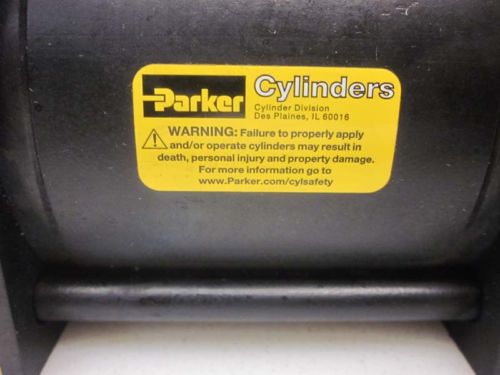 Parker Cylinders
Cylinder Division
Des Plaines, IL 60016
WARNING: Failure to properly apply
and/or operate cylinders may result in
death, personal injury and property damage.
For more information go to
www.Parker.com/cylsafety